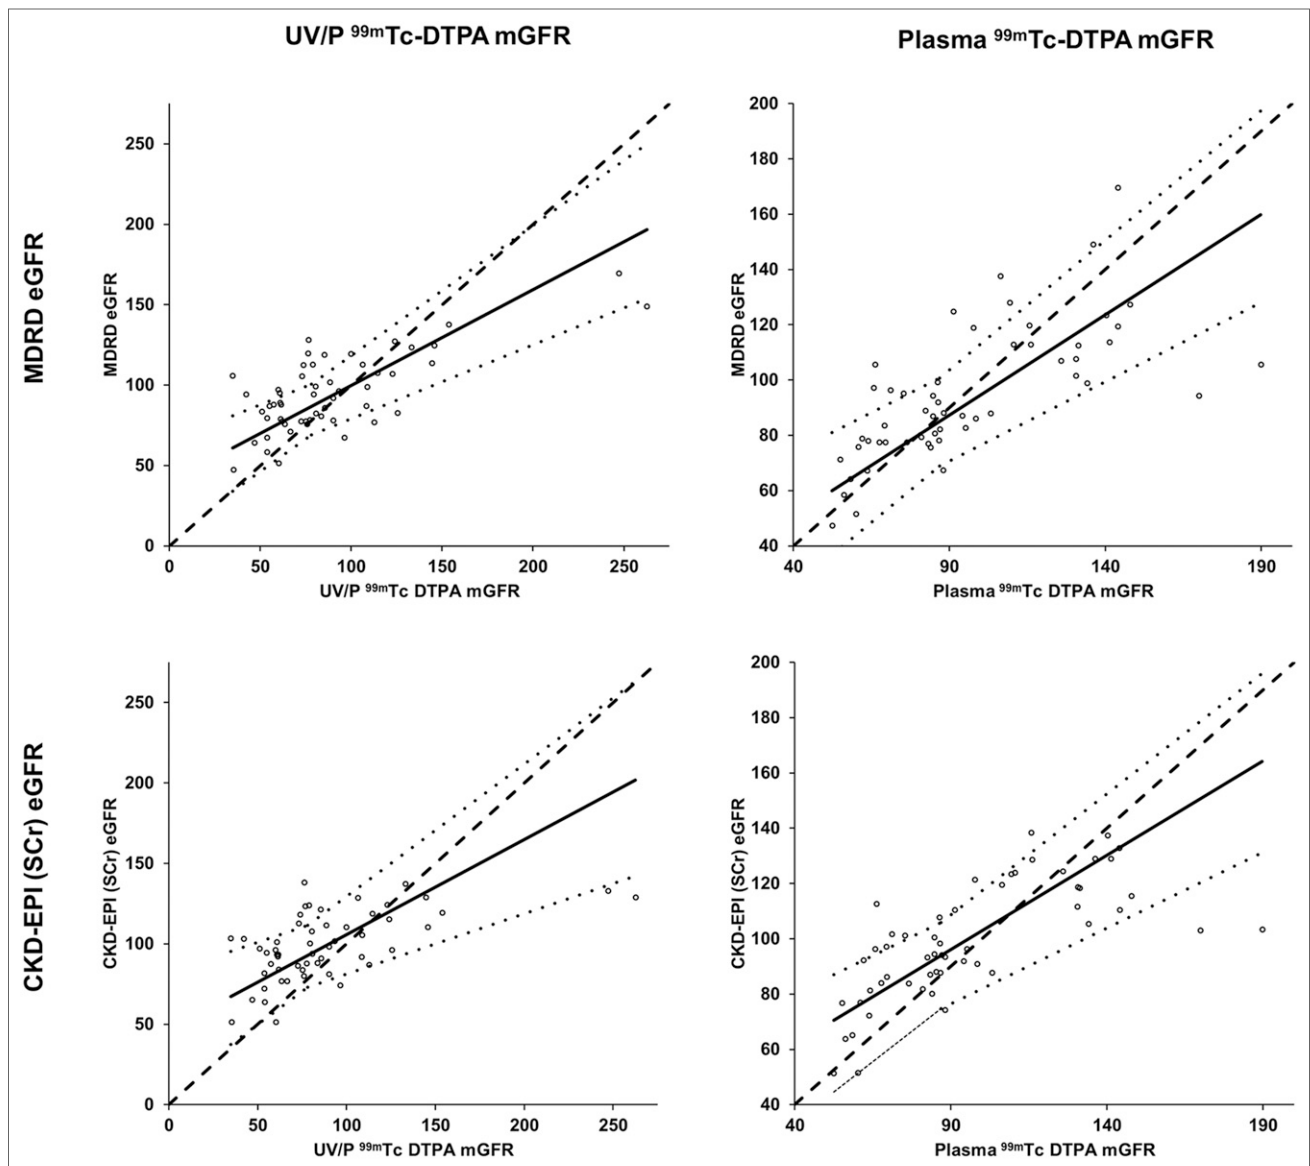 UV/P ⁹⁹ᵐTc-DTPA mGFR
Plasma ⁹⁹ᵐTc-DTPA mGFR
MDRD eGFR
MDRD eGFR
250
200
150
100
50
0
0 50 100 150 200 250
UV/P ⁹⁹ᵐTc DTPA mGFR
MDRD eGFR
200
180
160
140
120
100
80
60
40
40 90 140 190
Plasma ⁹⁹ᵐTc DTPA mGFR
CKD-EPI (SCr) eGFR
CKD-EPI (SCr) eGFR
250
200
150
100
50
0
0 50 100 150 200 250
UV/P ⁹⁹ᵐTc DTPA mGFR
CKD-EPI (SCr) eGFR
200
180
160
140
120
100
80
60
40
40 90 140 190
Plasma ⁹⁹ᵐTc DTPA mGFR